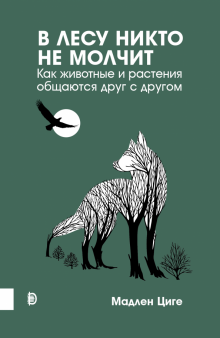 В ЛЕСУ НИКТО
НЕ МОЛЧИТ
Как животные и растения
общаются друг с другом
Мадлен Циге